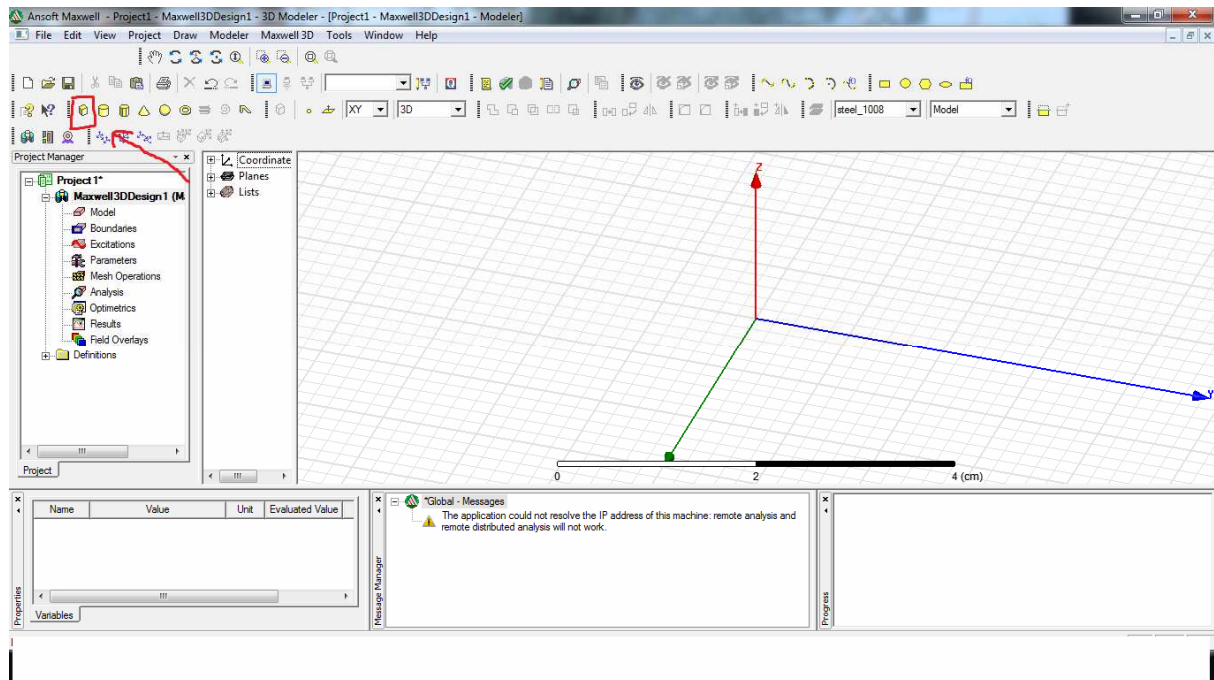 Ansoft Maxwell - Project1 - Maxwell3DDesign1 - 3D Modeler - [Project1 - Maxwell3DDesign1 - Modeler]
File Edit View Project Draw Modeler Maxwell 3D Tools Window Help
XY 3D steel_1008 Model
Project Manager
Project1*
Maxwell3DDesign1 (M
Model
Boundaries
Excitations
Parameters
Mesh Operations
Analysis
Optimetrics
Results
Field Overlays
Definitions
Project
Coordinate
Planes
Lists
Z
Y
0 2 4 (cm)
Name Value Unit Evaluated Value
Variables
Properties
*Global - Messages
The application could not resolve the IP address of this machine: remote analysis and
remote distributed analysis will not work.
Message Manager
Progress